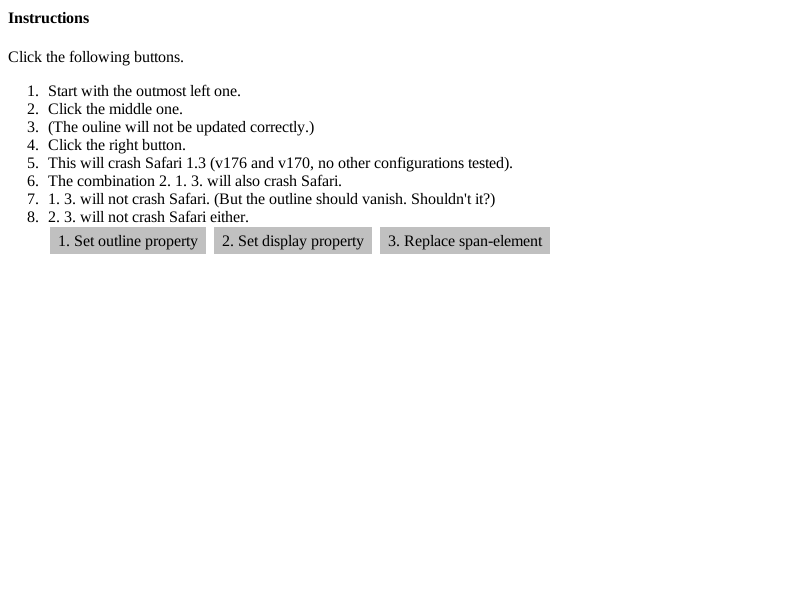 Instructions
Click the following buttons.
1. Start with the outmost left one.
2. Click the middle one.
3. (The ouline will not be updated correctly.)
4. Click the right button.
5. This will crash Safari 1.3 (v176 and v170, no other configurations tested).
6. The combination 2. 1. 3. will also crash Safari.
7. 1. 3. will not crash Safari. (But the outline should vanish. Shouldn't it?)
8. 2. 3. will not crash Safari either.
1. Set outline property 2. Set display property 3. Replace span-element